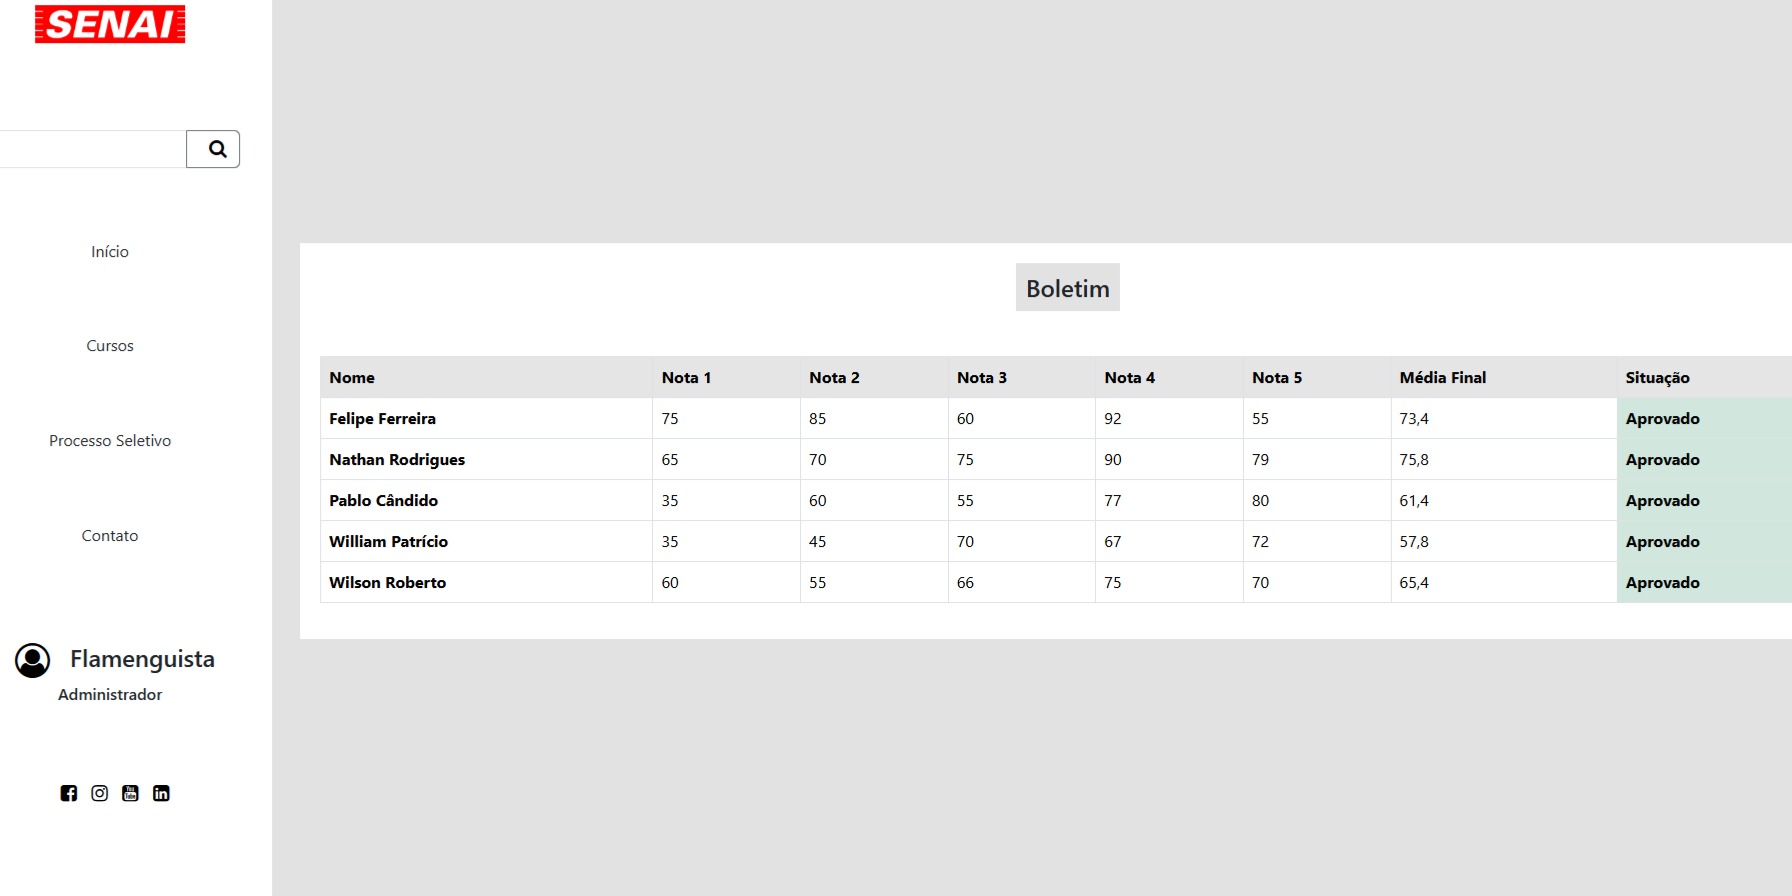 SENAI
Início
Cursos
Processo Seletivo
Contato
Flamenguista
Administrador
Boletim
Nome Nota 1 Nota 2 Nota 3 Nota 4 Nota 5 Média Final Situação
Felipe Ferreira 75 85 60 92 55 73,4 Aprovado
Nathan Rodrigues 65 70 75 90 79 75,8 Aprovado
Pablo Cândido 35 60 55 77 80 61,4 Aprovado
William Patrício 35 45 70 67 72 57,8 Aprovado
Wilson Roberto 60 55 66 75 70 65,4 Aprovado